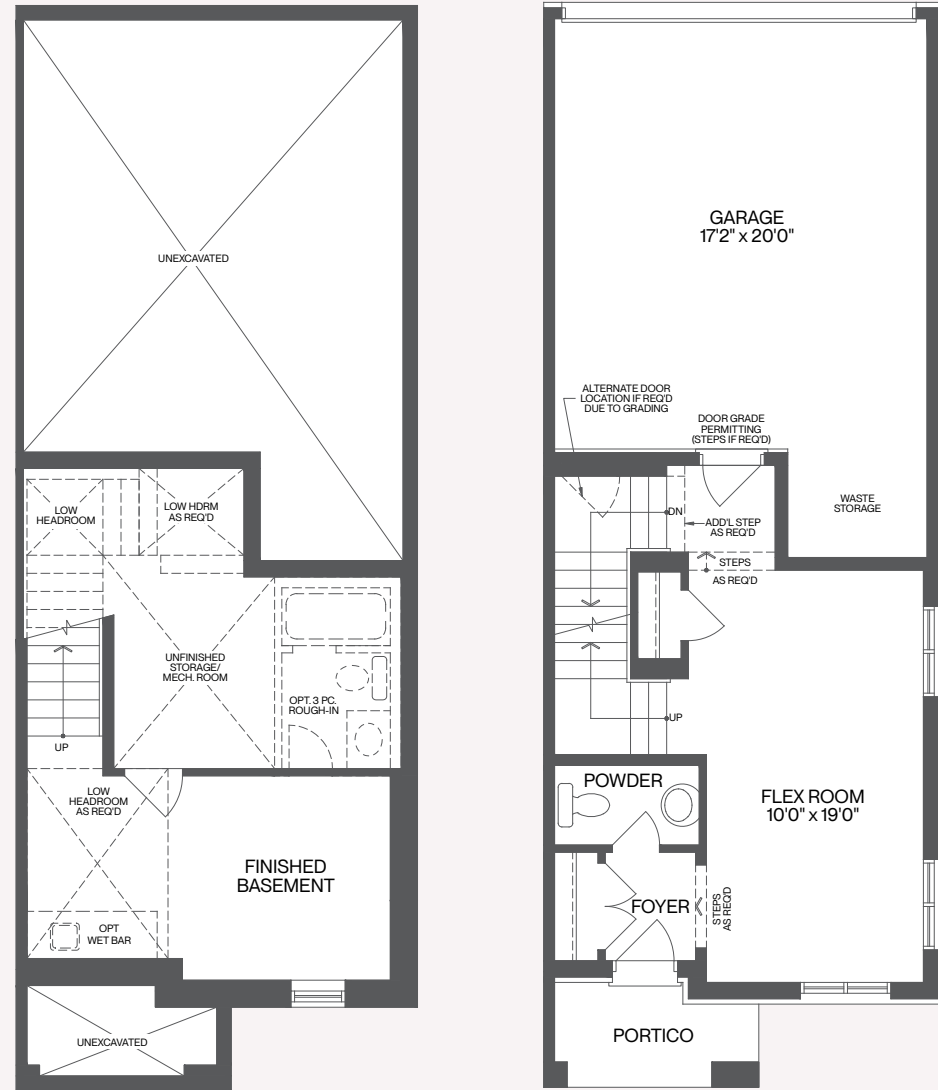 UNEXCAVATED
LOW
HEADROOM
LOW HDRM
AS REQ'D
UNFINISHED
STORAGE/
MECH. ROOM
OPT. 3 PC.
ROUGH-IN
UP
LOW
HEADROOM
AS REQ'D
FINISHED
BASEMENT
OPT
WET BAR
UNEXCAVATED
GARAGE
17'2" x 20'0"
ALTERNATE DOOR
LOCATION IF REQ'D
DUE TO GRADING
DOOR GRADE
PERMITTING
(STEPS IF REQ'D)
WASTE
STORAGE
DN
ADD'L STEP
AS REQ'D
STEPS
AS REQ'D
UP
POWDER
FLEX ROOM
10'0" x 19'0"
FOYER
STEPS
AS REQ'D
PORTICO